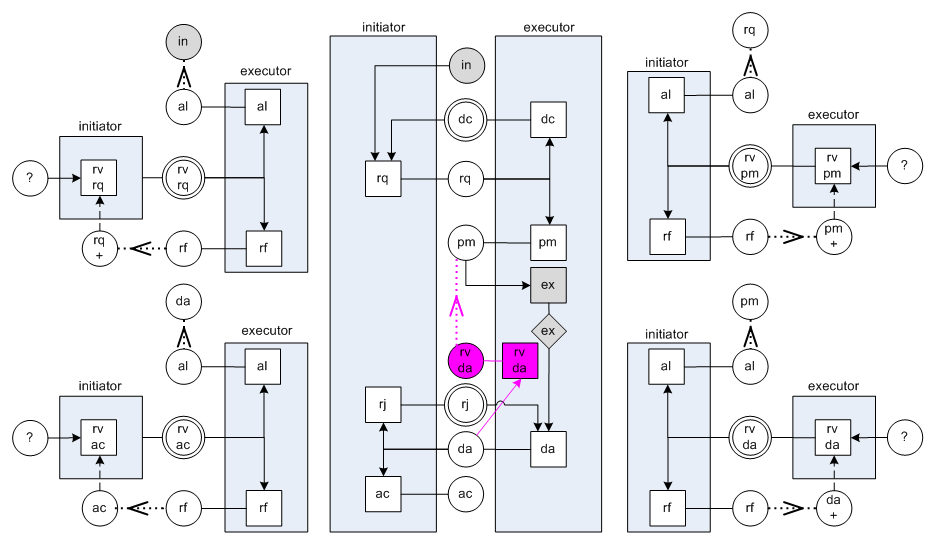 in
executor
al
al
initiator
?
rv
rq
rv
rq
rq
+
rf
rf
da
executor
al
al
initiator
?
rv
ac
rv
ac
ac
rf
rf
initiator
executor
in
dc
dc
rq
rq
pm
pm
ex
ex
rv
da
rv
da
rj
rj
da
da
ac
ac
rq
initiator
al
al
executor
rv
pm
rv
pm
?
rf
rf
pm
+
pm
initiator
al
al
executor
rv
da
rv
da
?
rf
rf
da
+